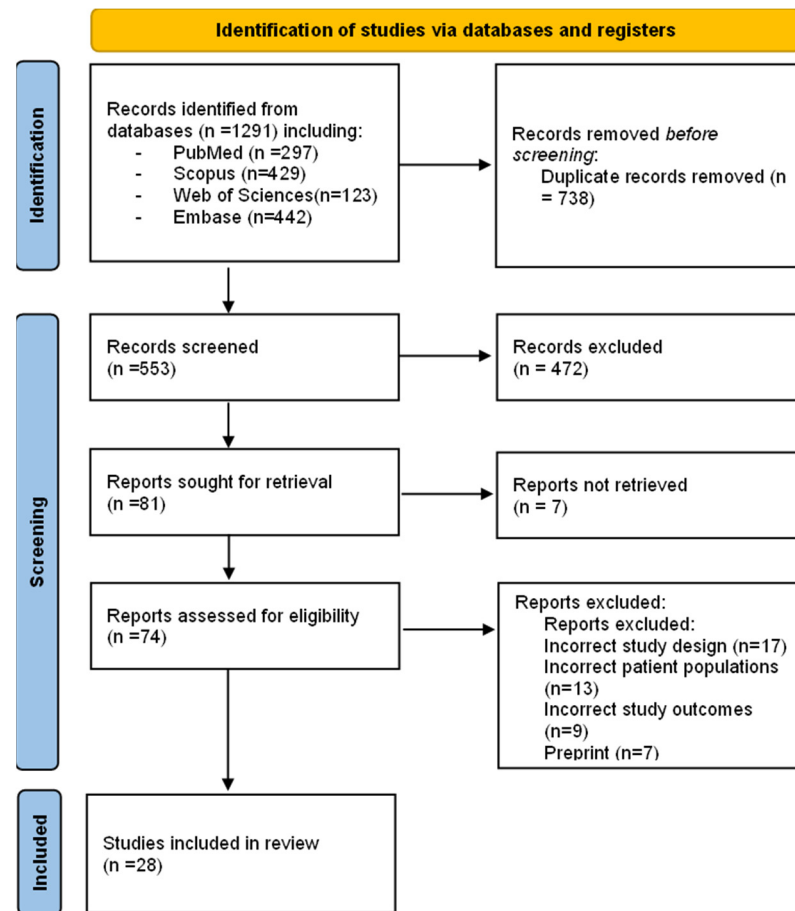 Identification of studies via databases and registers
Identification
Records identified from
databases (n =1291) including:
- PubMed (n =297)
- Scopus (n=429)
- Web of Sciences(n=123)
- Embase (n=442)
Records removed before
screening:
Duplicate records removed (n
= 738)
Screening
Records screened
(n =553)
Records excluded
(n = 472)
Reports sought for retrieval
(n =81)
Reports not retrieved
(n = 7)
Reports assessed for eligibility
(n =74)
Reports excluded:
Reports excluded:
Incorrect study design (n=17)
Incorrect patient populations
(n=13)
Incorrect study outcomes
(n=9)
Preprint (n=7)
Included
Studies included in review
(n =28)